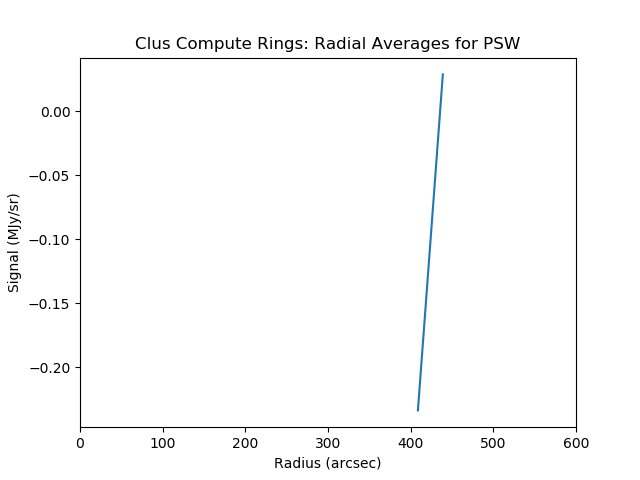 Clus Compute Rings: Radial Averages for PSW
0.00
−0.05
−0.10
−0.15
−0.20
Signal (MJy/sr)
0 100 200 300 400 500 600
Radius (arcsec)